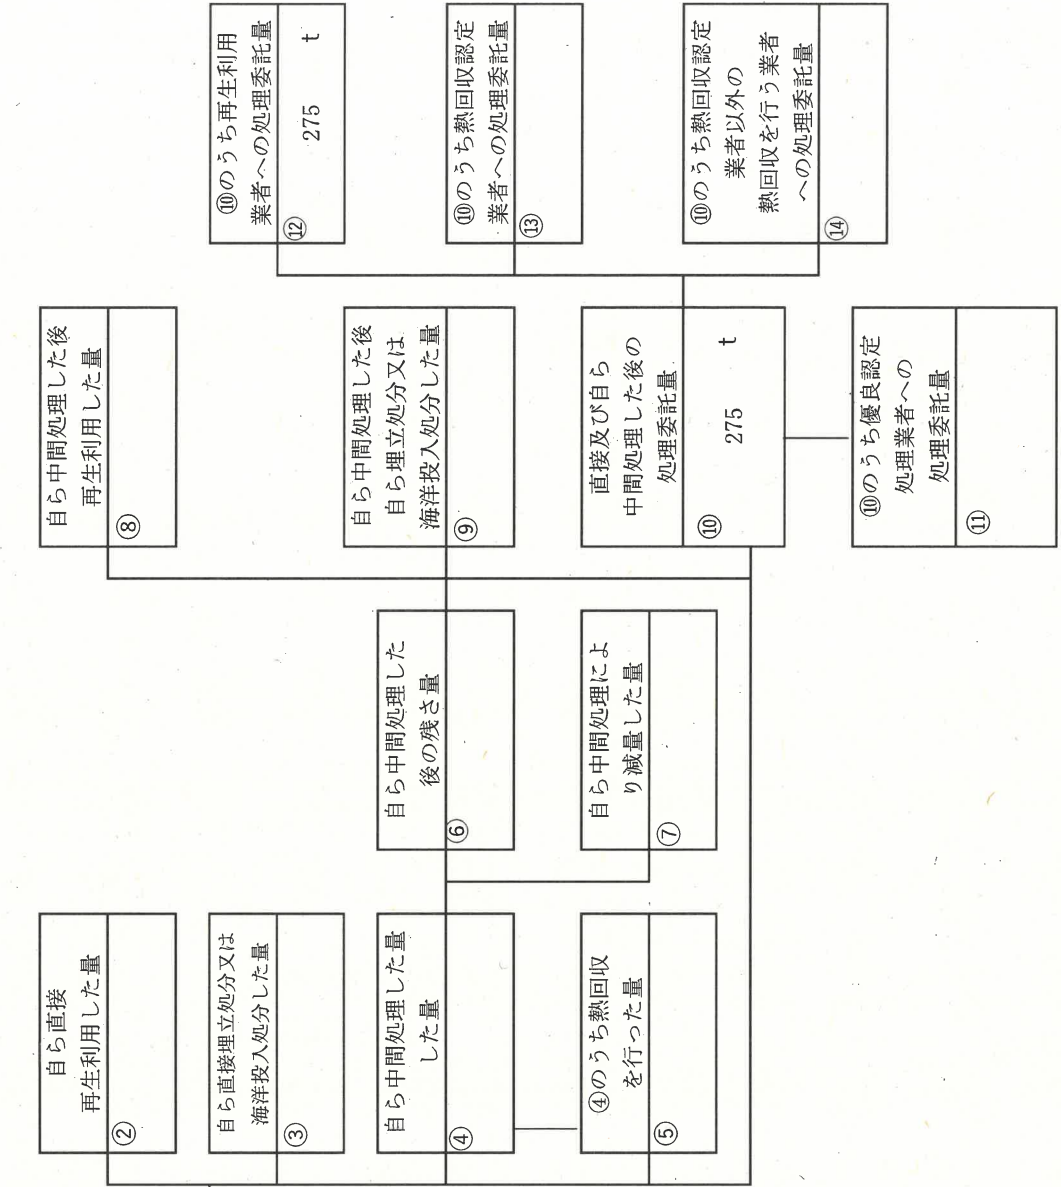 自ら直接
再生利用した量
②
自ら直接埋立処分又は
海洋投入処分した量
③
自ら中間処理した量
した量
④
④のうち熱回収
を行った量
⑤
自ら中間処理した
後の残さ量
⑥
自ら中間処理によ
り減量した量
⑦
自ら中間処理した後
再生利用した量
⑧
自ら中間処理した後
自ら埋立処分又は
海洋投入処分した量
⑨
直接及び自ら
中間処理した後の
処理委託量
⑩
275 t
⑩のうち優良認定
処理業者への
処理委託量
⑪
⑩のうち再生利用
業者への処理委託量
⑫
275 t
⑩のうち熱回収認定
業者への処理委託量
⑬
⑩のうち熱回収認定
業者以外の
熱回収を行う業者
への処理委託量
⑭